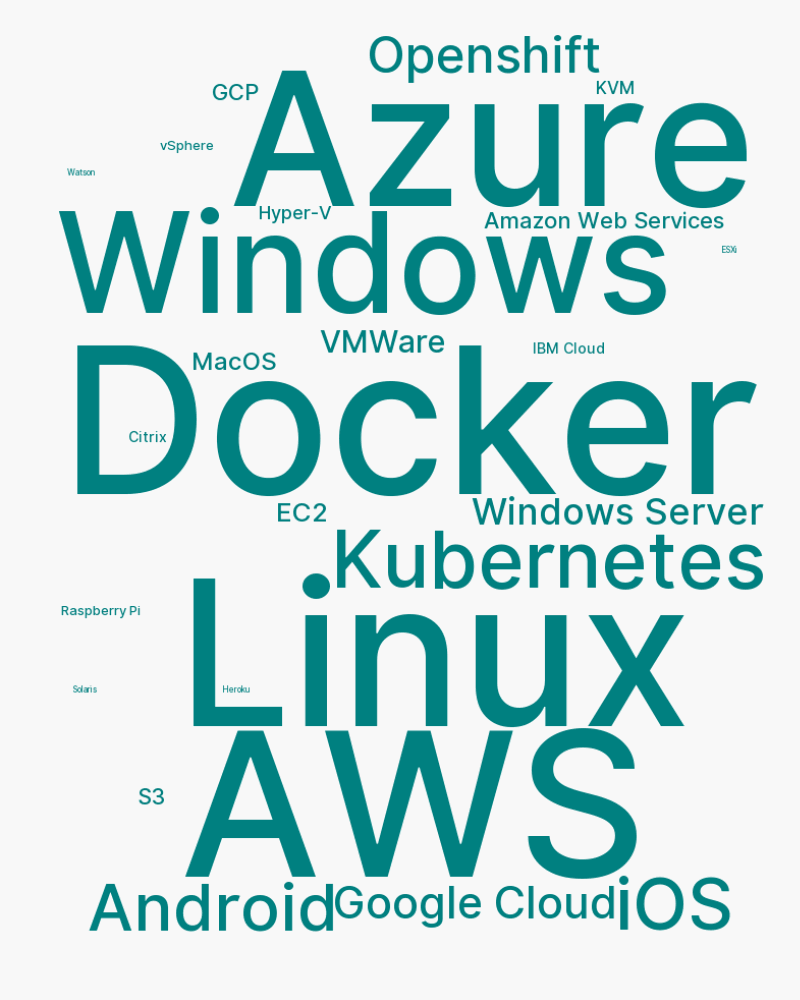 Openshift
GCP
KVM
Azure
vSphere
Watson
Hyper-V
Amazon Web Services
Windows
ESXi
VMWare
IBM Cloud
MacOS
Docker
Citrix
EC2
Windows Server
Kubernetes
Raspberry Pi
Linux
Solaris
Heroku
AWS
S3
Android
Google Cloud
iOS